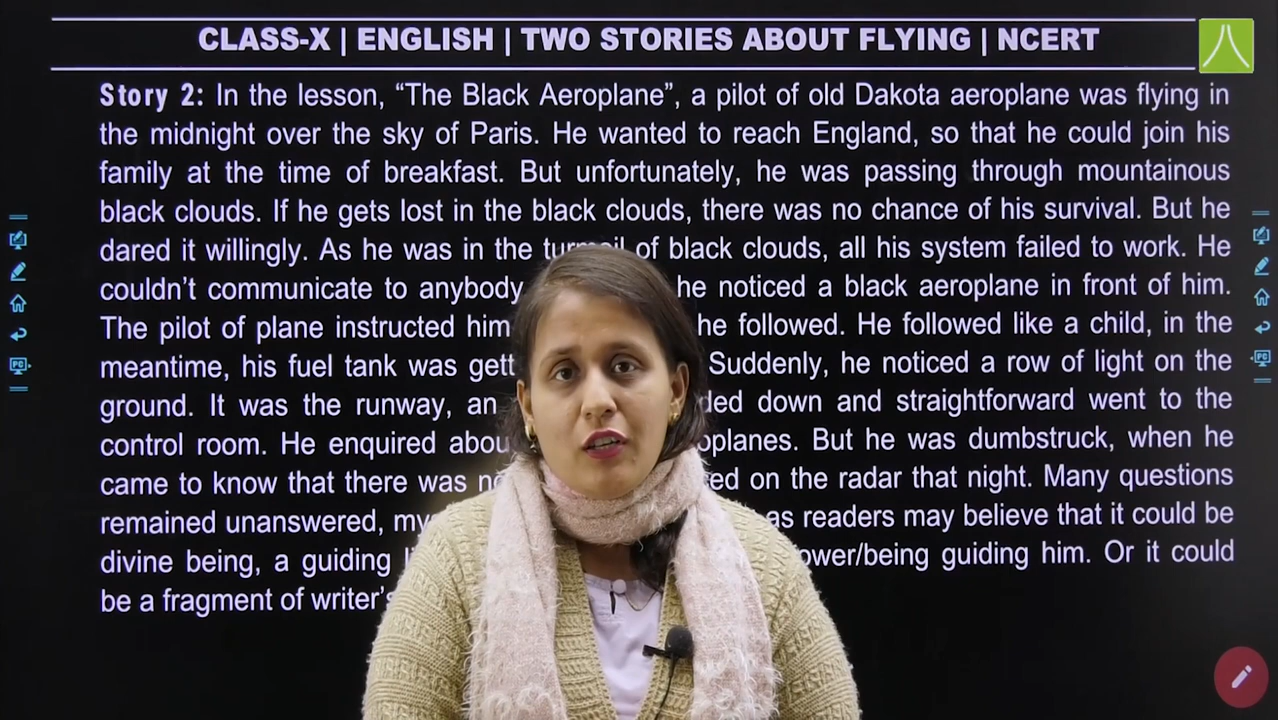 CLASS-X | ENGLISH | TWO STORIES ABOUT FLYING | NCERT
Story 2: In the lesson, “The Black Aeroplane”, a pilot of old Dakota aeroplane was flying in
the midnight over the sky of Paris. He wanted to reach England, so that he could join his
family at the time of breakfast. But unfortunately, he was passing through mountainous
black clouds. If he gets lost in the black clouds, there was no chance of his survival. But he
dared it willingly. As he was in the turmoil of black clouds, all his system failed to work. He
couldn’t communicate to anybody he noticed a black aeroplane in front of him.
The pilot of plane instructed him he followed. He followed like a child, in the
meantime, his fuel tank was Suddenly, he noticed a row of light on the
ground. It was the runway, down and straightforward went to the
control room. He enquired But he was dumbstruck, when he
came to know that there was on the radar that night. Many questions
remained unanswered, as readers may believe that it could be
divine being, a guiding guiding him. Or it could
be a fragment of writer’s
PC
PC